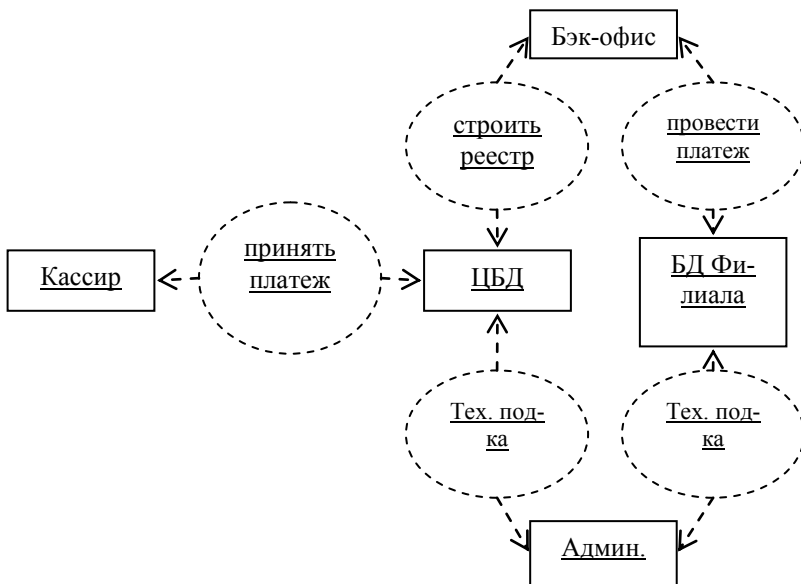 Бэк-офис
строить
реестр
провести
платеж
Кассир
принять
платеж
ЦБД
БД Фи-
лиала
Тех. под-
ка
Тех. под-
ка
Админ.